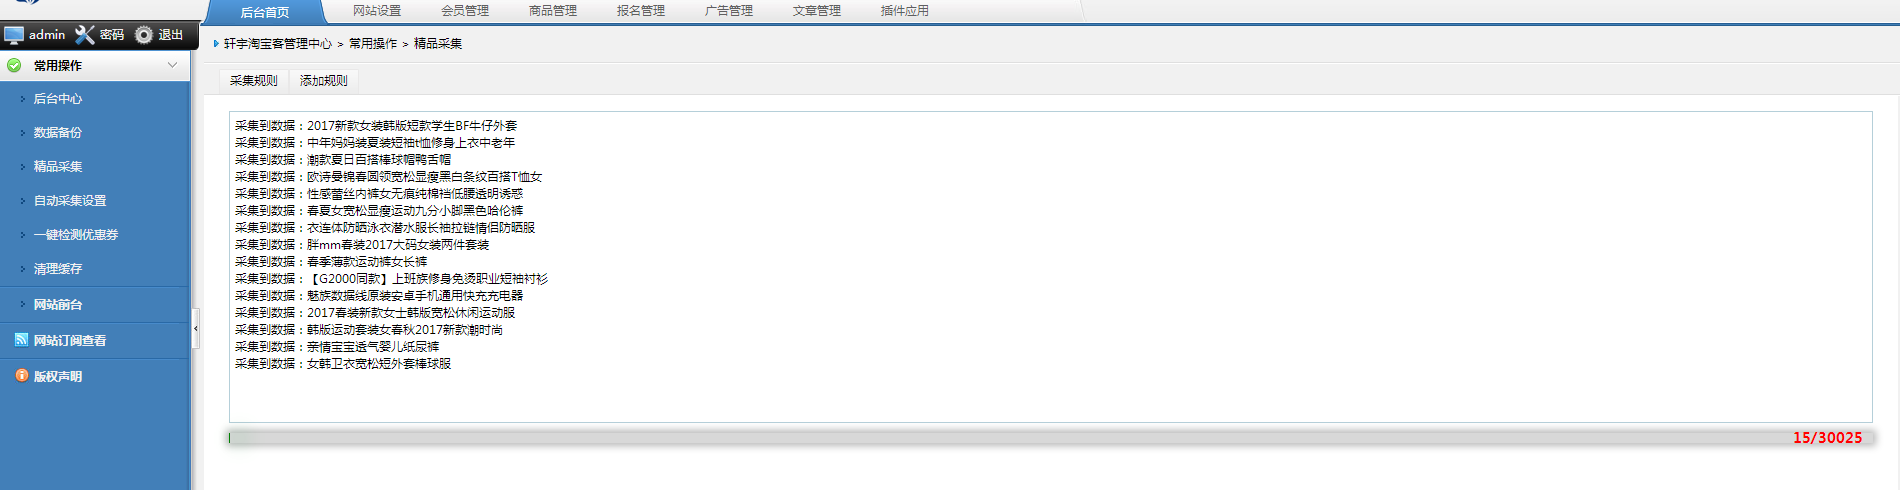 后台首页 网站设置 会员管理 商品管理 报名管理 广告管理 文章管理 插件应用
admin 密码 退出
轩宇淘宝客管理中心 > 常用操作 > 精品采集
常用操作
后台中心
数据备份
精品采集
自动采集设置
一键检测优惠券
清理缓存
网站前台
网站订阅查看
版权声明
采集规则 添加规则
采集到数据：2017新款女装韩版短款学生BF牛仔外套
采集到数据：中年妈妈装夏装短袖t恤修身上衣中老年
采集到数据：潮款夏日百搭棒球帽鸭舌帽
采集到数据：欧诗曼锦春圆领宽松显瘦黑白条纹百搭T恤女
采集到数据：性感蕾丝内裤女无痕纯棉裆低腰透明诱惑
采集到数据：春夏女宽松显瘦运动九分小脚黑色哈伦裤
采集到数据：衣连体防晒泳衣潜水服长袖拉链情侣防晒服
采集到数据：胖mm春装2017大码女装两件套装
采集到数据：春季薄款运动裤女长裤
采集到数据：【G2000同款】上班族修身免烫职业短袖衬衫
采集到数据：魅族数据线原装安卓手机通用快充充电器
采集到数据：2017春装新款女士韩版宽松休闲运动服
采集到数据：韩版运动套装女春秋2017新款潮时尚
采集到数据：亲情宝宝透气婴儿纸尿裤
采集到数据：女韩卫衣宽松短外套棒球服
15/30025